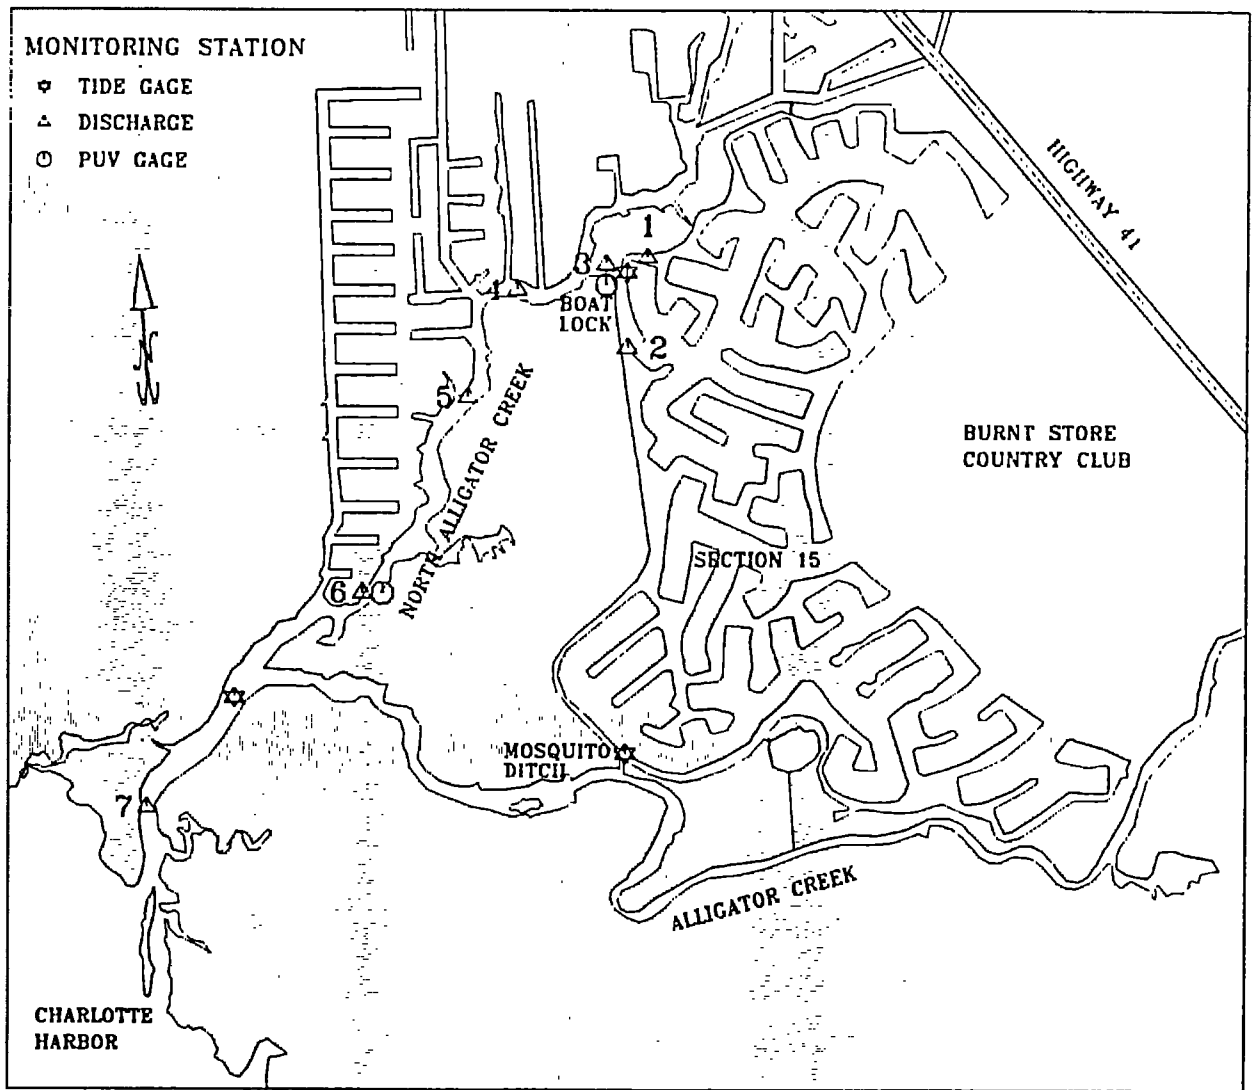 MONITORING STATION
TIDE GAGE
DISCHARGE
PUV GAGE
HIGHWAY 41
1
3
4
BOAT
LOCK
2
N
5
NORTH ALLIGATOR CREEK
BURNT STORE
COUNTRY CLUB
SECTION 15
6
MOSQUITO
DITCH
7
ALLIGATOR CREEK
CHARLOTTE
HARBOR